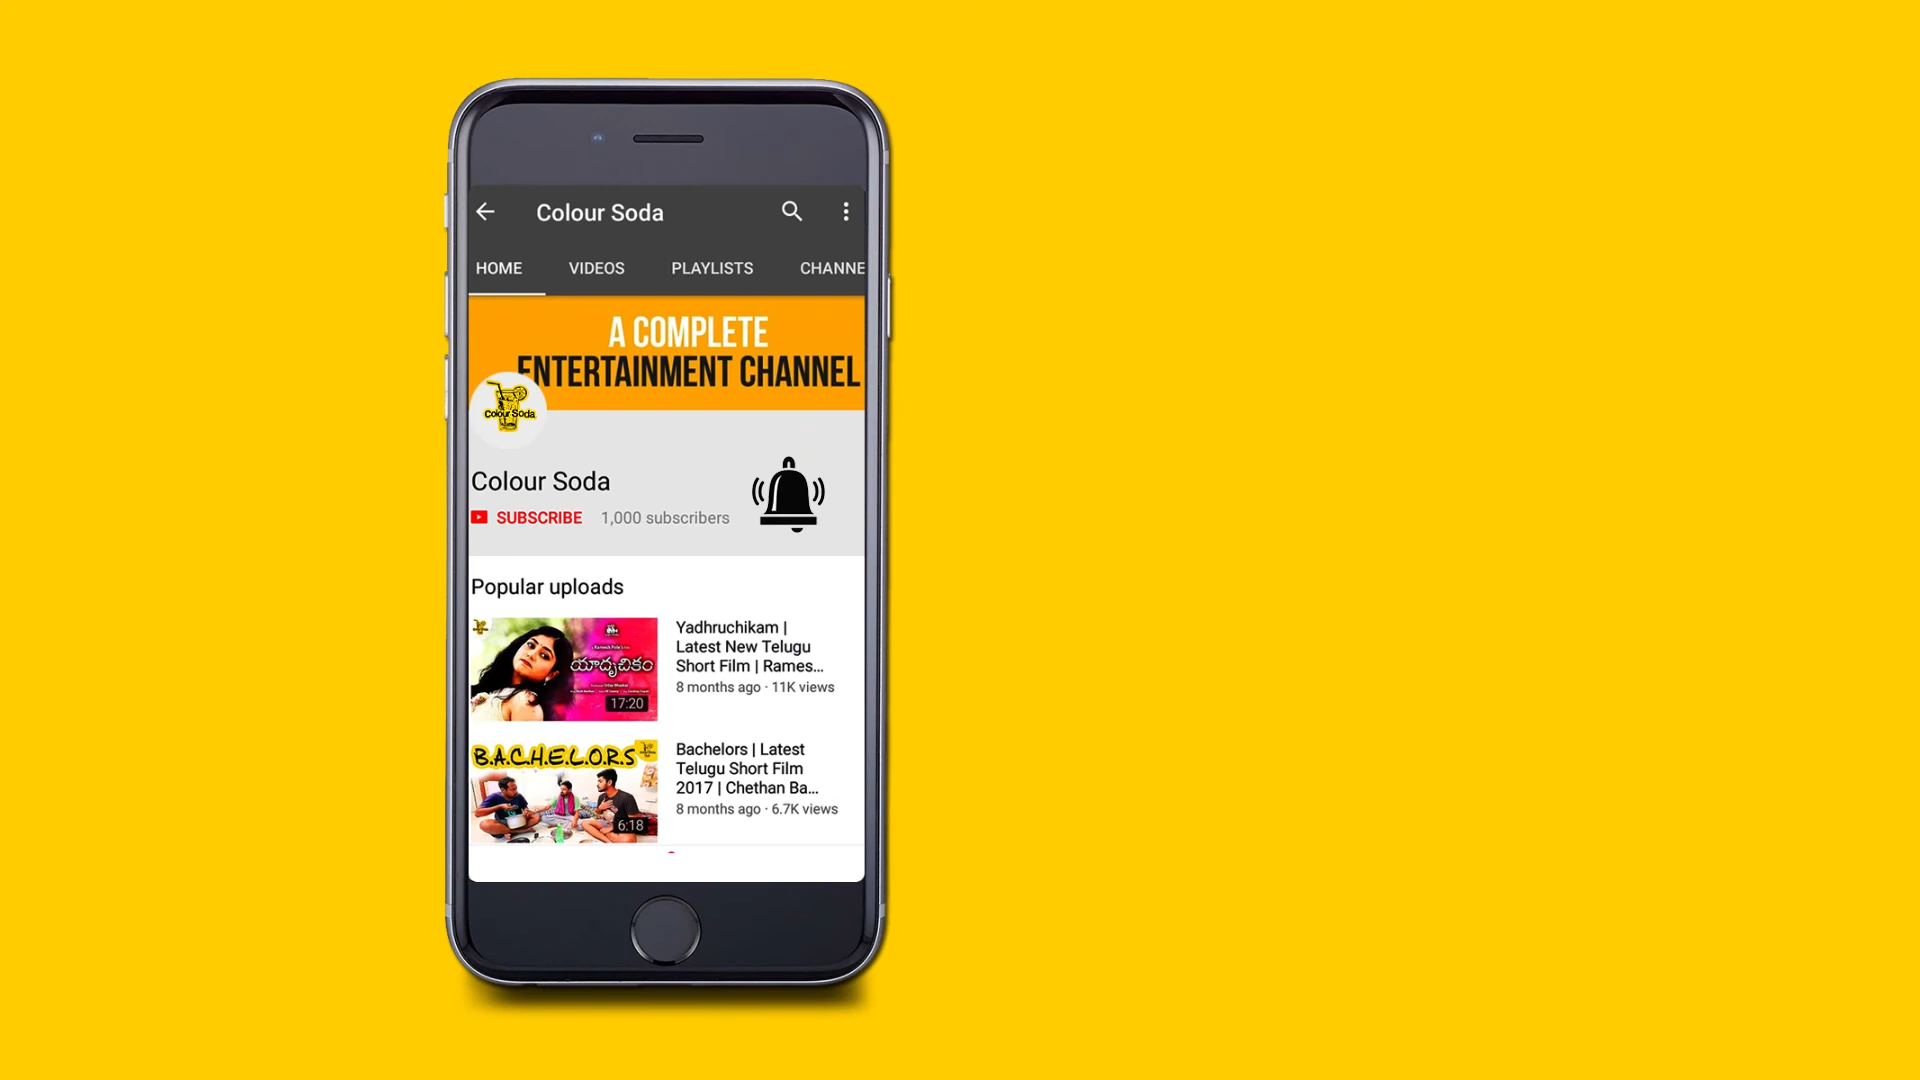 Colour Soda
HOME VIDEOS PLAYLISTS CHANNE
A COMPLETE
ENTERTAINMENT CHANNEL
Colour Soda
Colour Soda
SUBSCRIBE 1,000 subscribers
Popular uploads
యాదృచికం
17:20
Yadhruchikam |
Latest New Telugu
Short Film | Rames...
8 months ago · 11K views
B.A.C.H.E.L.O.R.S
6:18
Bachelors | Latest
Telugu Short Film
2017 | Chethan Ba...
8 months ago · 6.7K views